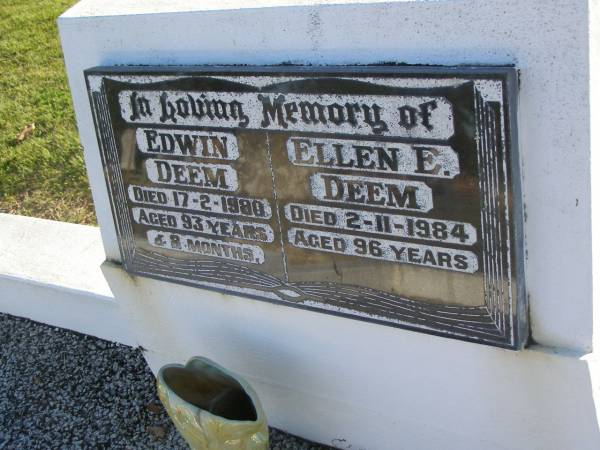 In Loving Memory of
EDWIN
DEEM
DIED 17-2-1980
AGED 93 YEARS
& 8 MONTHS.
ELLEN E.
DEEM
DIED 2-11-1984
AGED 96 YEARS